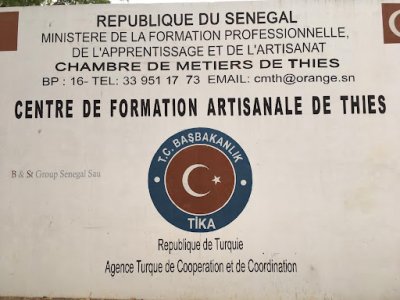 REPUBLIQUE DU SENEGAL
MINISTERE DE LA FORMATION PROFESSIONNELLE,
DE L'APPRENTISSAGE ET DE L'ARTISANAT
CHAMBRE DE METIERS DE THIES
BP : 16- TEL: 33 951 17 73 EMAIL: cmth@orange.sn
CENTRE DE FORMATION ARTISANALE DE THIES
T.C. BAŞBAKANLIK
B & St Group Senegal Sau
TİKA
Republique de Turquie
Agence Turque de Cooperation et de Coordination